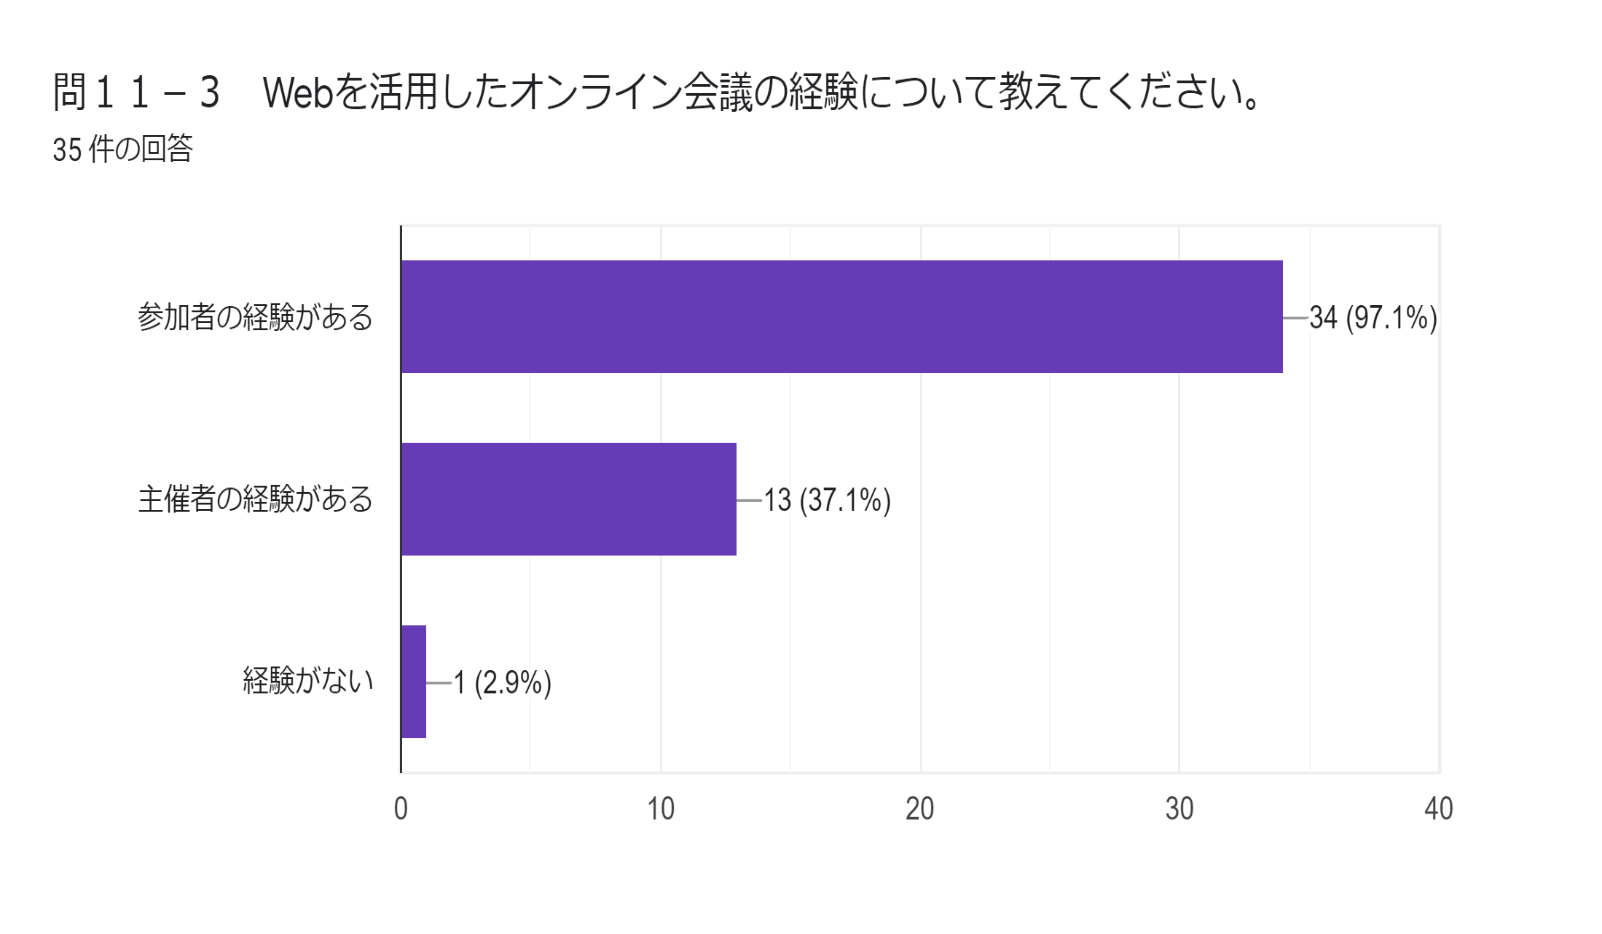 問１１－３　Webを活用したオンライン会議の経験について教えてください。
35 件の回答
参加者の経験がある
34 (97.1%)
主催者の経験がある
13 (37.1%)
経験がない
1 (2.9%)
0 10 20 30 40